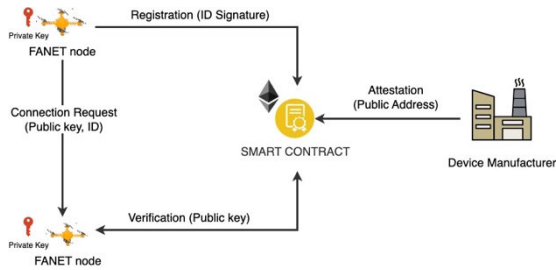 Registration (ID Signature)
Private Key
FANET node
Attestation
(Public Address)
Connection Request
(Public key, ID)
SMART CONTRACT
Device Manufacturer
Verification (Public key)
Private Key
FANET node